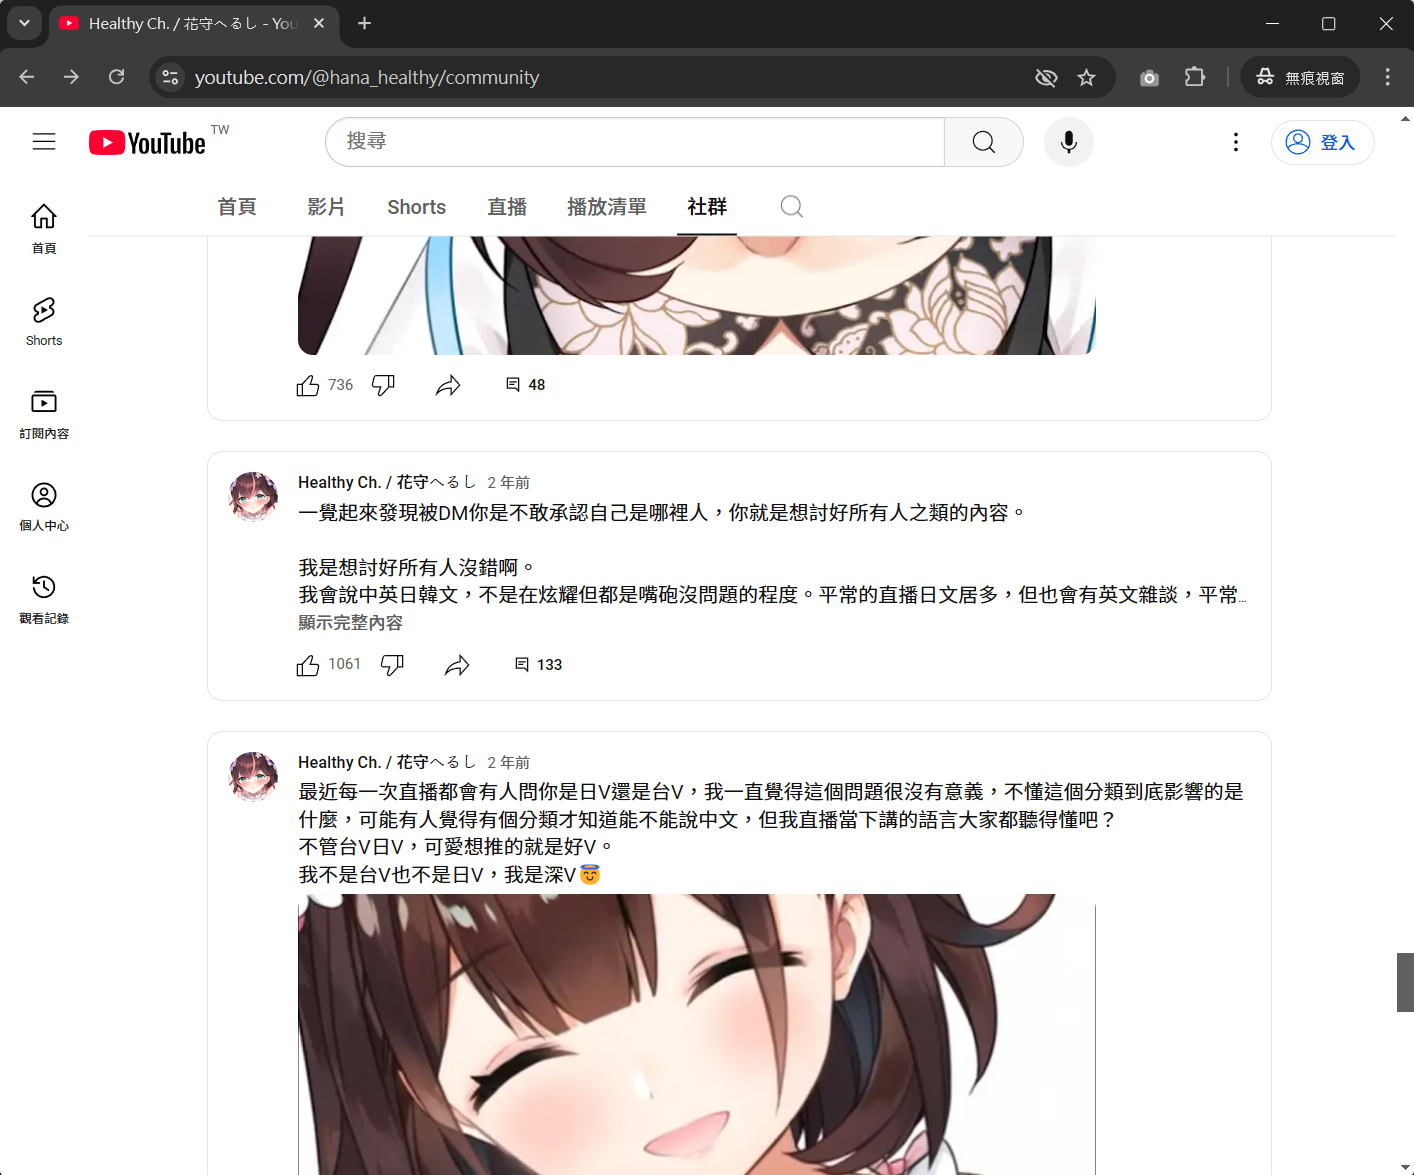 Healthy Ch. / 花守へるし - You
youtube.com/@hana_healthy/community
無痕視窗
YouTube TW
搜尋
登入
首頁
影片
Shorts
直播
播放清單
社群
首頁
Shorts
訂閱內容
個人中心
觀看記錄
736
48
Healthy Ch. / 花守へるし 2 年前
一覺起來發現被DM你是不敢承認自己是哪裡人，你就是想討好所有人之類的內容。
我是想討好所有人沒錯啊。
我會說中英日韓文，不是在炫耀但都是嘴砲沒問題的程度。平常的直播日文居多，但也會有英文雜談，平常...
顯示完整內容
1061
133
Healthy Ch. / 花守へるし 2 年前
最近每一次直播都會有人問你是日V還是台V，我一直覺得這個問題很沒有意義，不懂這個分類到底影響的是
什麼，可能有人覺得有個分類才知道能不能說中文，但我直播當下講的語言大家都聽得懂吧？
不管台V日V，可愛想推的就是好V。
我不是台V也不是日V，我是深V😇